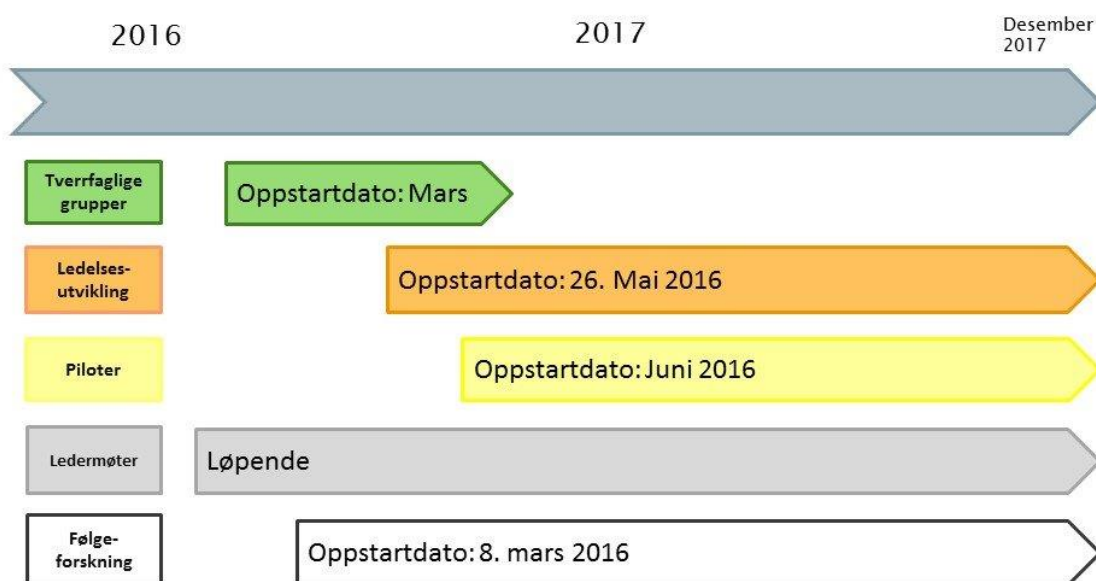 2016
2017
Desember
2017
Tverrfaglige
grupper
Oppstartdato: Mars
Ledelses-
utvikling
Oppstartdato: 26. Mai 2016
Piloter
Oppstartdato: Juni 2016
Ledermøter
Løpende
Følge-
forskning
Oppstartdato: 8. mars 2016